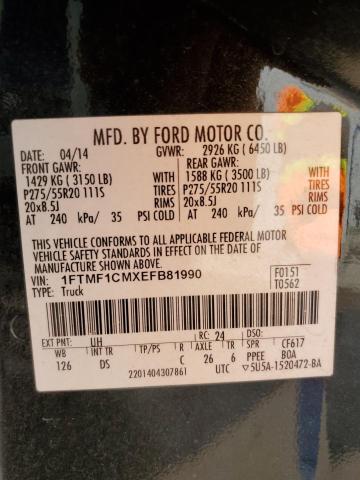 MFD. BY FORD MOTOR CO.
DATE: 04/14 GVWR: 2926 KG ( 6450 LB)
FRONT GAWR: REAR GAWR:
1429 KG ( 3150 LB) WITH 1588 KG ( 3500 LB) WITH
P275/55R20 111S TIRES P275/55R20 111S TIRES
20x8.5J RIMS 20x8.5J RIMS
AT 240 kPa/ 35 PSI COLD AT 240 kPa/ 35 PSI COLD
THIS VEHICLE CONFORMS TO ALL APPLICABLE FEDERAL MOTOR
VEHICLE SAFETY STANDARDS IN EFFECT ON THE DATE OF
MANUFACTURE SHOWN ABOVE.
VIN: 1FTMF1CMXEFB81990 F0151
TYPE: Truck T0562
EXT PNT: UH RC: 24 DSO:
WB INT TR TP/PS R AXLE TR SPR CF617
126 DS C 26 6 PPEE BOA
2201404307861 UTC ▽5U5A-1520472-BA